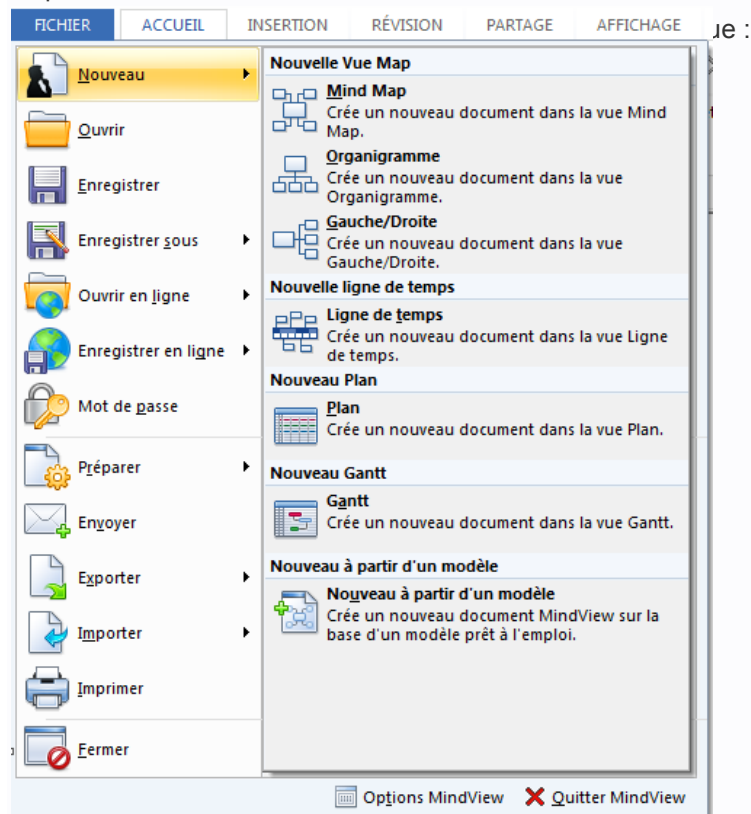 FICHIER ACCUEIL INSERTION RÉVISION PARTAGE AFFICHAGE
ue :
Nouveau
Ouvrir
Enregistrer
Enregistrer sous
Ouvrir en ligne
Enregistrer en ligne
Mot de passe
Préparer
Envoyer
Exporter
Importer
Imprimer
Fermer
Nouvelle Vue Map
Mind Map
Crée un nouveau document dans la vue Mind
Map.
Organigramme
Crée un nouveau document dans la vue
Organigramme.
Gauche/Droite
Crée un nouveau document dans la vue
Gauche/Droite.
Nouvelle ligne de temps
Ligne de temps
Crée un nouveau document dans la vue Ligne
de temps.
Nouveau Plan
Plan
Crée un nouveau document dans la vue Plan.
Nouveau Gantt
Gantt
Crée un nouveau document dans la vue Gantt.
Nouveau à partir d'un modèle
Nouveau à partir d'un modèle
Crée un nouveau document MindView sur la
base d'un modèle prêt à l'emploi.
Options MindView Quitter MindView